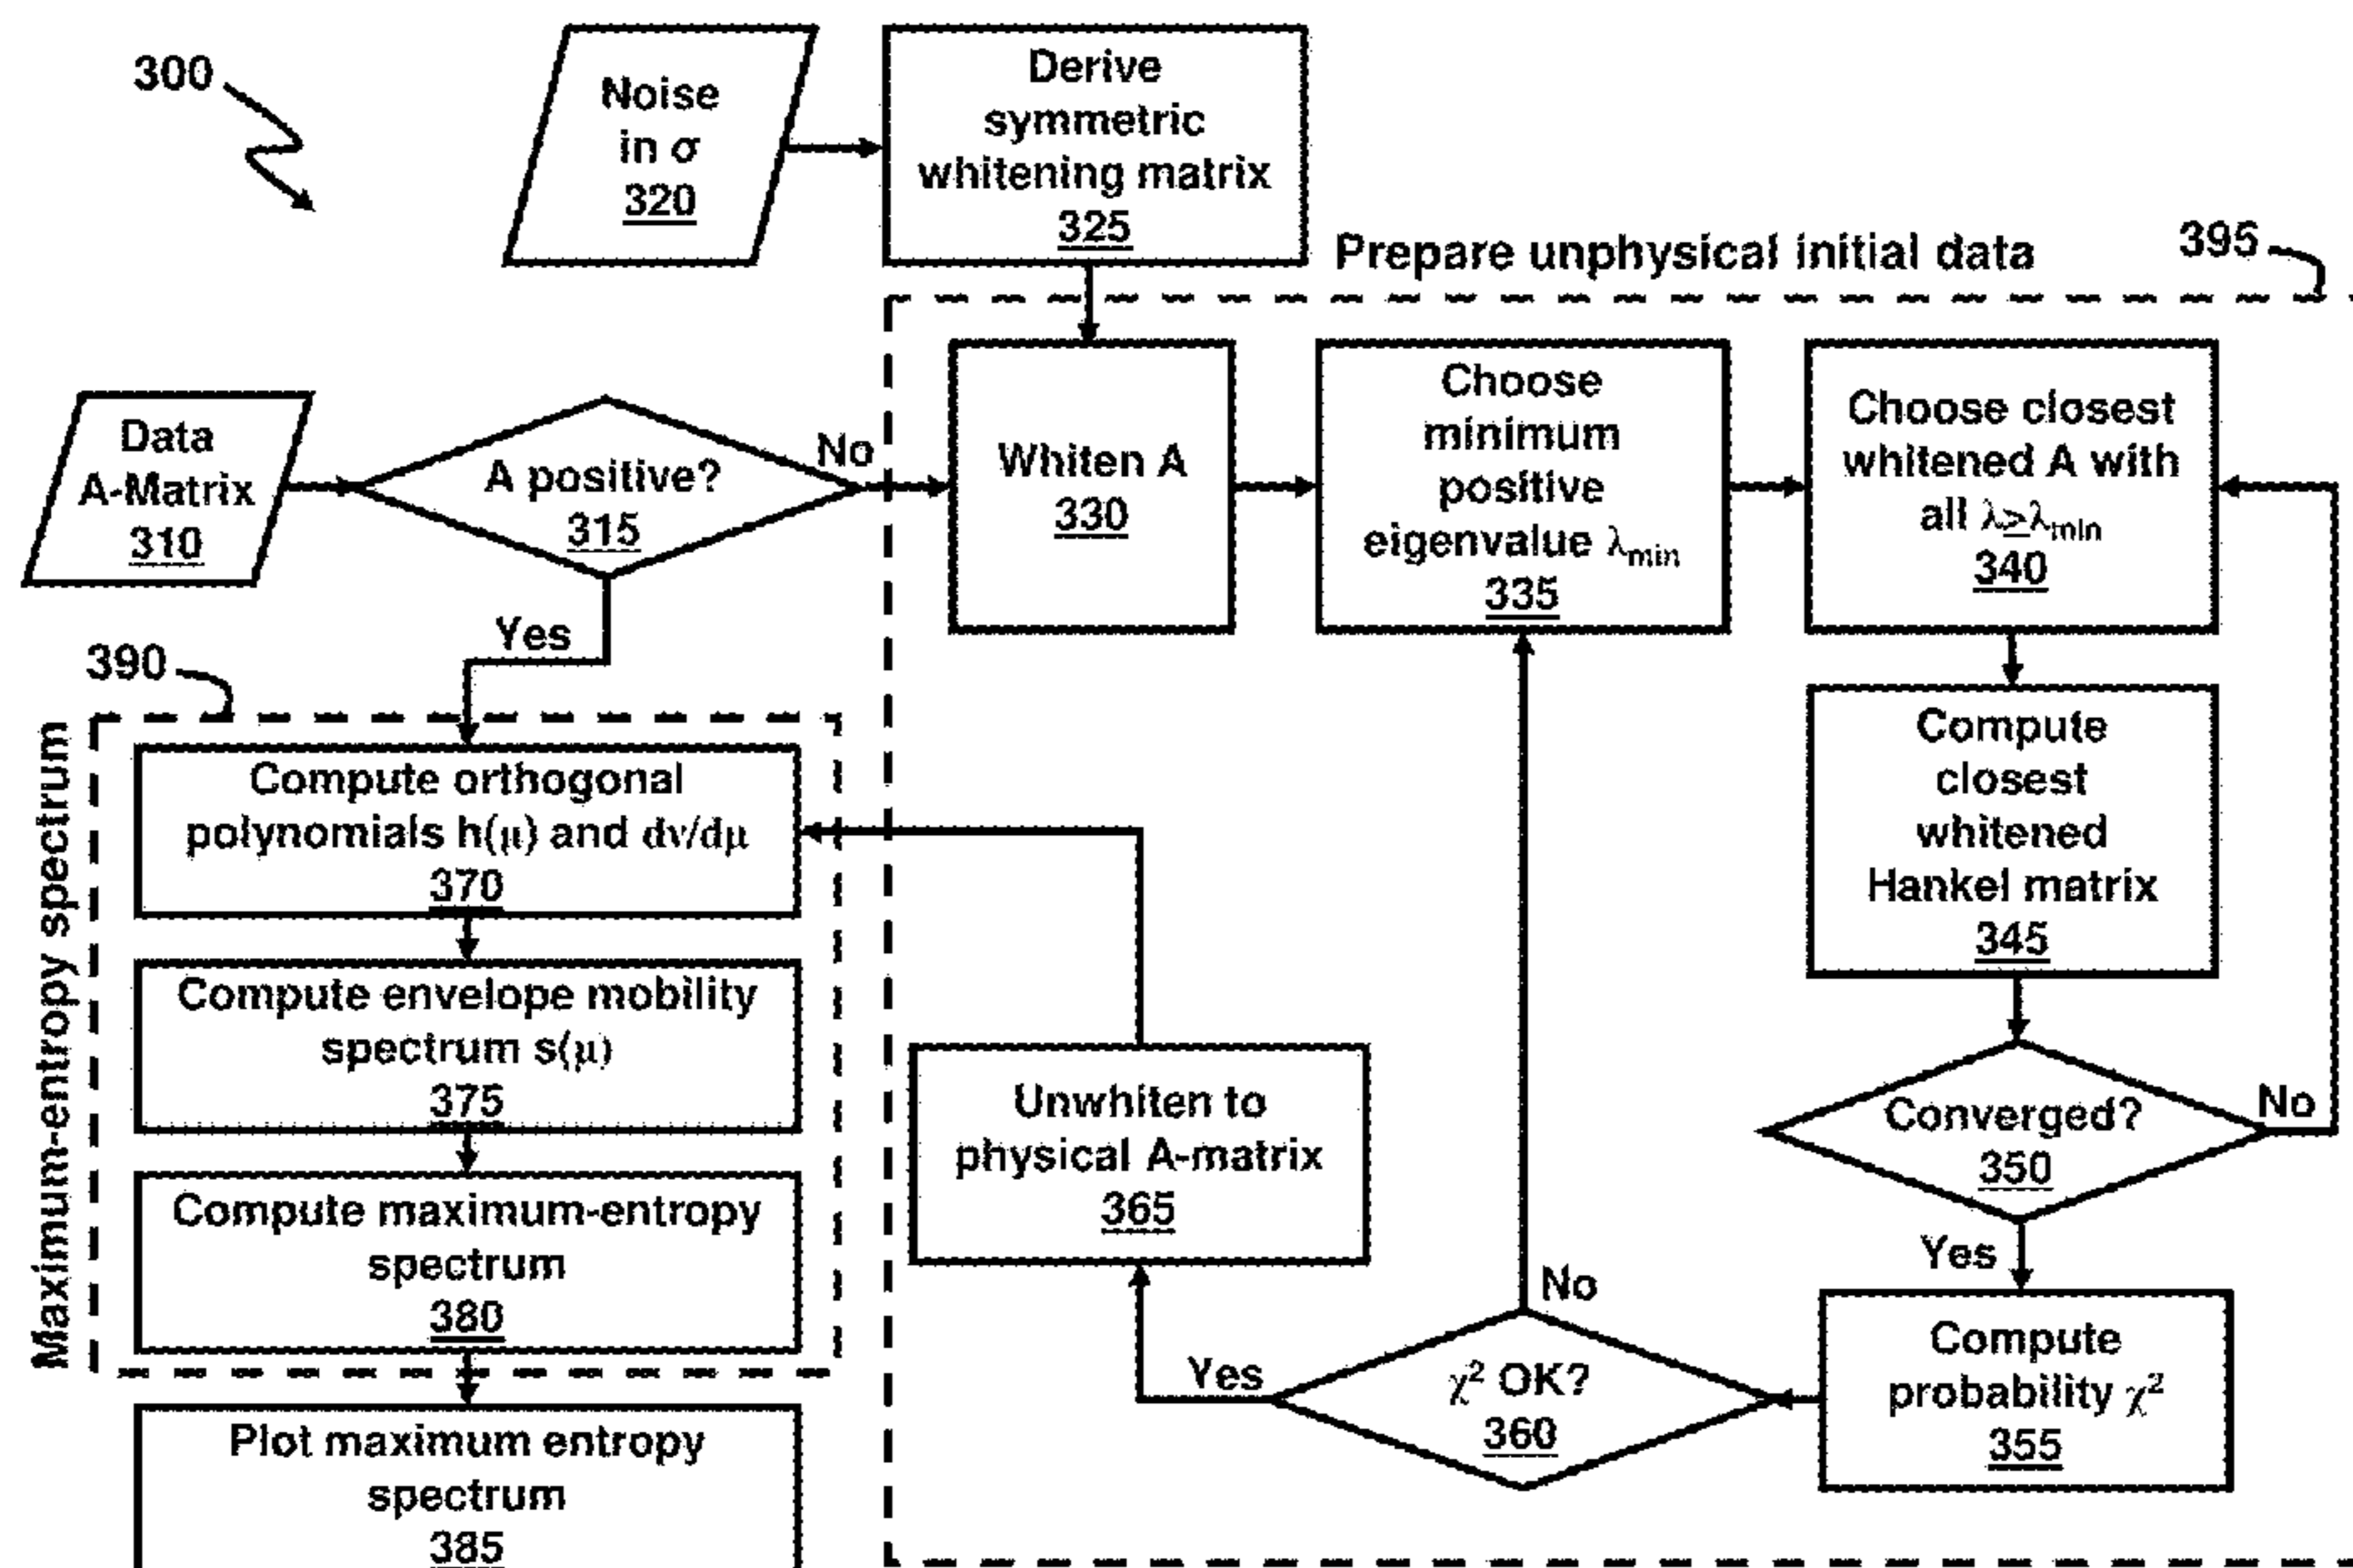 300
Noise
in σ
320
Derive
symmetric
whitening matrix
325
Prepare unphysical initial data
395
Data
A-Matrix
310
A positive?
315
No
Yes
Whiten A
330
Choose
minimum
positive
eigenvalue λmin
335
Choose closest
whitened A with
all λ≥λmin
340
Compute
closest
whitened
Hankel matrix
345
Converged?
350
No
Yes
Compute
probability χ²
355
χ² OK?
360
No
Yes
Unwhiten to
physical A-matrix
365
390
Maximum-entropy spectrum
Compute orthogonal
polynomials h(μ) and dν/dμ
370
Compute envelope mobility
spectrum s(μ)
375
Compute maximum-entropy
spectrum
380
Plot maximum entropy
spectrum
385